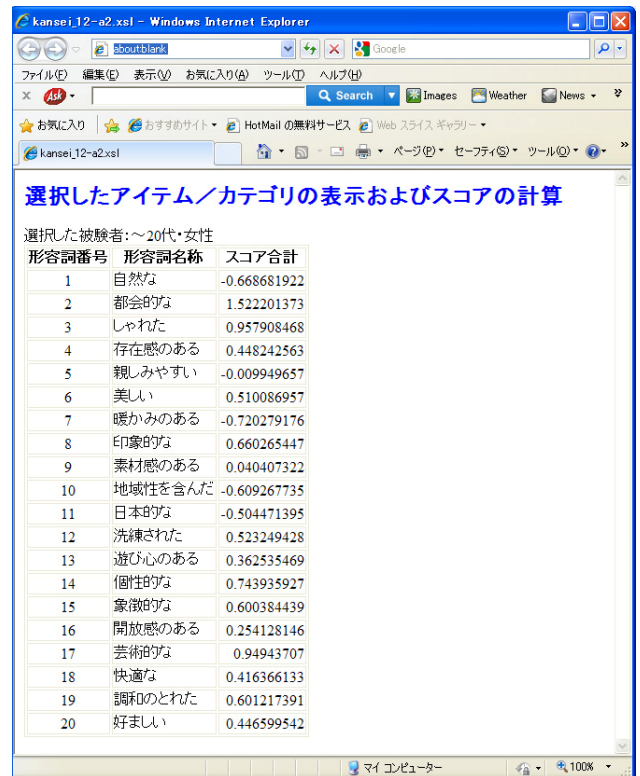 kansei_12-a2.xsl - Windows Internet Explorer
about:blank Google
ファイル(F) 編集(E) 表示(V) お気に入り(A) ツール(T) ヘルプ(H)
x Ask Search Images Weather News
お気に入り おすすめサイト HotMail の無料サービス Web スライス ギャラリー
kansei_12-a2.xsl ページ(P) セーフティ(S) ツール(O) »
選択したアイテム／カテゴリの表示およびスコアの計算
選択した被験者:～20代・女性
形容詞番号 形容詞名称 スコア合計
1 自然な -0.668681922
2 都会的な 1.522201373
3 しゃれた 0.957908468
4 存在感のある 0.448242563
5 親しみやすい -0.009949657
6 美しい 0.510086957
7 暖かみのある -0.720279176
8 印象的な 0.660265447
9 素材感のある 0.040407322
10 地域性を含んだ -0.609267735
11 日本的な -0.504471395
12 洗練された 0.523249428
13 遊び心のある 0.362535469
14 個性的な 0.743935927
15 象徴的な 0.600384439
16 開放感のある 0.254128146
17 芸術的な 0.94943707
18 快適な 0.416366133
19 調和のとれた 0.601217391
20 好ましい 0.446599542
マイ コンピューター 100%